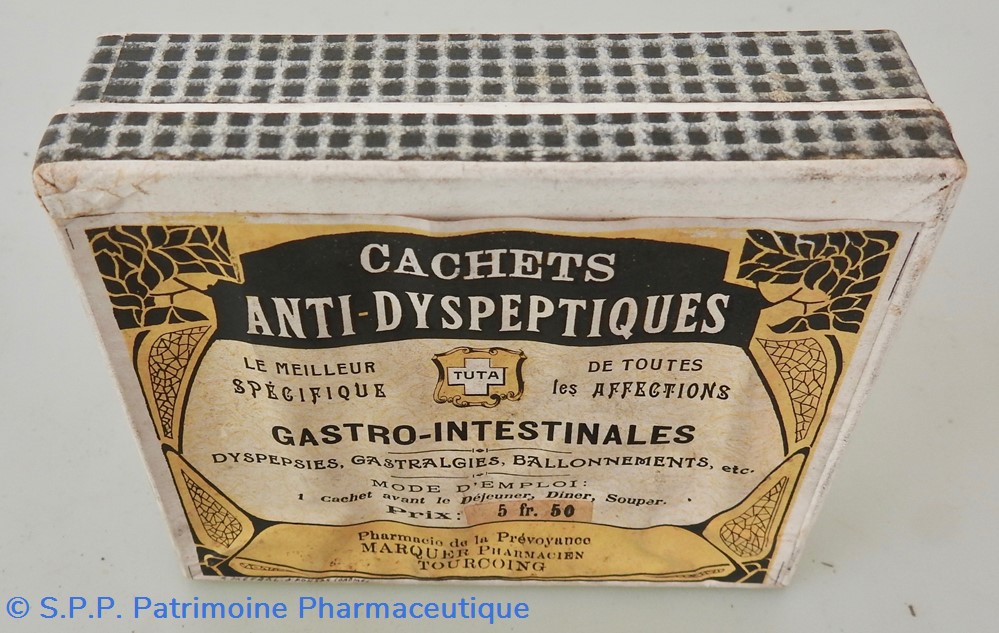 CACHETS
ANTI-DYSPEPTIQUES
LE MEILLEUR
SPÉCIFIQUE
TUTA
DE TOUTES
les AFFECTIONS
GASTRO-INTESTINALES
DYSPEPSIES, GASTRALGIES, BALLONNEMENTS, etc.
MODE D'EMPLOI:
1 Cachet avant le Déjeuner, Diner, Souper.
Prix: 5 fr. 50
Pharmacie de la Prévoyance
MARQUER PHARMACIEN
TOURCOING
© S.P.P. Patrimoine Pharmaceutique